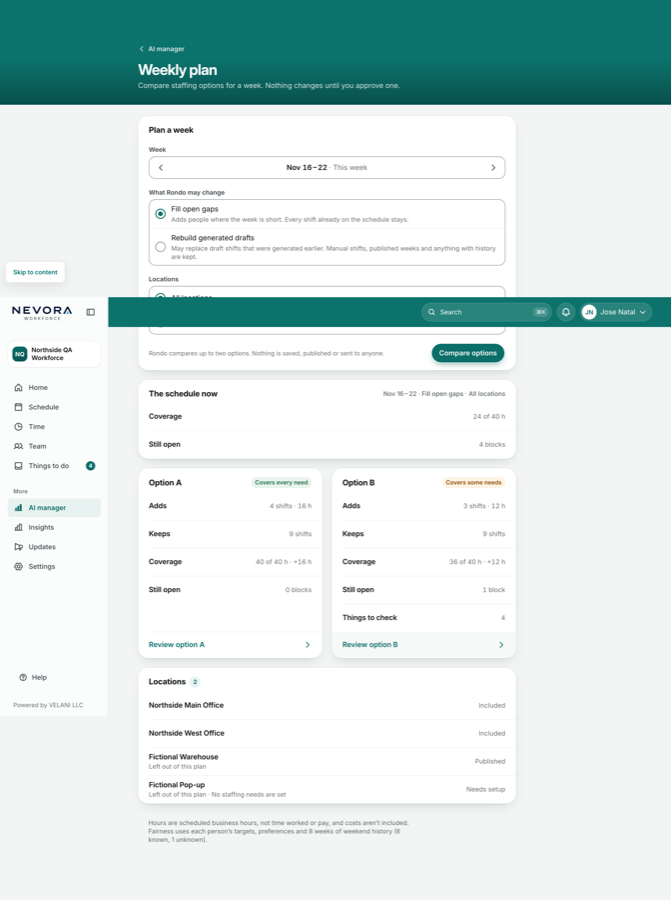 AI manager
Weekly plan
Compare staffing options for a week. Nothing changes until you approve one.
Plan a week
Week
Nov 16–22 · This week
What Rondo may change
Fill open gaps
Adds people where the week is short. Every shift already on the schedule stays.
Rebuild generated drafts
May replace draft shifts that were generated earlier. Manual shifts, published weeks and anything with history
are kept.
Locations
Skip to content
NEVORA
WORKFORCE
Search
⌘K
JN
Jose Natal
NQ
Northside QA
Workforce
Home
Schedule
Time
Team
Things to do
4
More
AI manager
Insights
Updates
Settings
Help
Powered by VELANI LLC
Rondo compares up to two options. Nothing is saved, published or sent to anyone.
Compare options
The schedule now
Nov 16–22 · Fill open gaps · All locations
Coverage
24 of 40 h
Still open
4 blocks
Option A
Covers every need
Adds
4 shifts · 16 h
Keeps
9 shifts
Coverage
40 of 40 h · +16 h
Still open
0 blocks
Review option A
Option B
Covers some needs
Adds
3 shifts · 12 h
Keeps
9 shifts
Coverage
36 of 40 h · +12 h
Still open
1 block
Things to check
4
Review option B
Locations
2
Northside Main Office
Included
Northside West Office
Included
Fictional Warehouse
Left out of this plan
Published
Fictional Pop-up
Left out of this plan · No staffing needs are set
Needs setup
Hours are scheduled business hours, not time worked or pay, and costs aren't included.
Fairness uses each person's targets, preferences and 8 weeks of weekend history (6
known, 1 unknown).